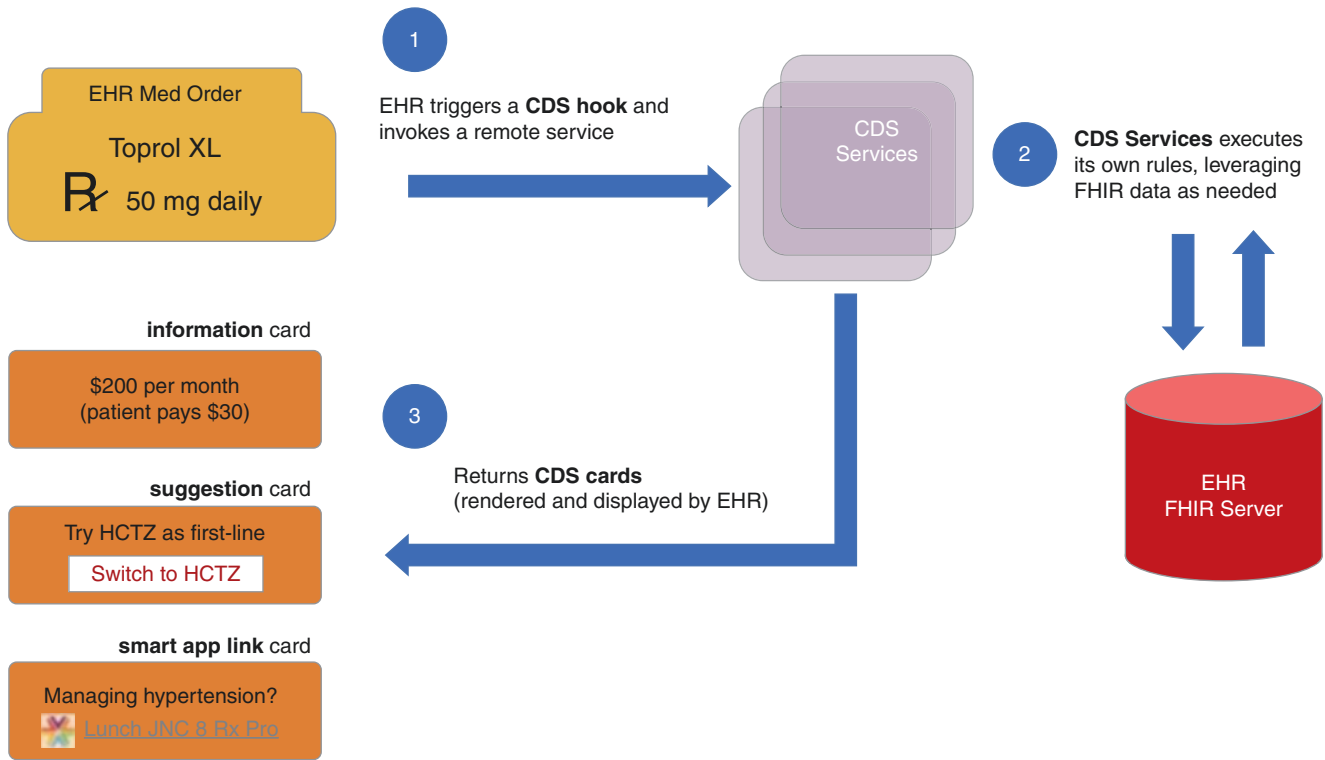 EHR Med Order
Toprol XL
℞ 50 mg daily
1
EHR triggers a CDS hook and
invokes a remote service
CDS
Services
2
CDS Services executes
its own rules, leveraging
FHIR data as needed
EHR
FHIR Server
3
Returns CDS cards
(rendered and displayed by EHR)
information card
$200 per month
(patient pays $30)
suggestion card
Try HCTZ as first-line
Switch to HCTZ
smart app link card
Managing hypertension?
Lunch JNC 8 Rx Pro